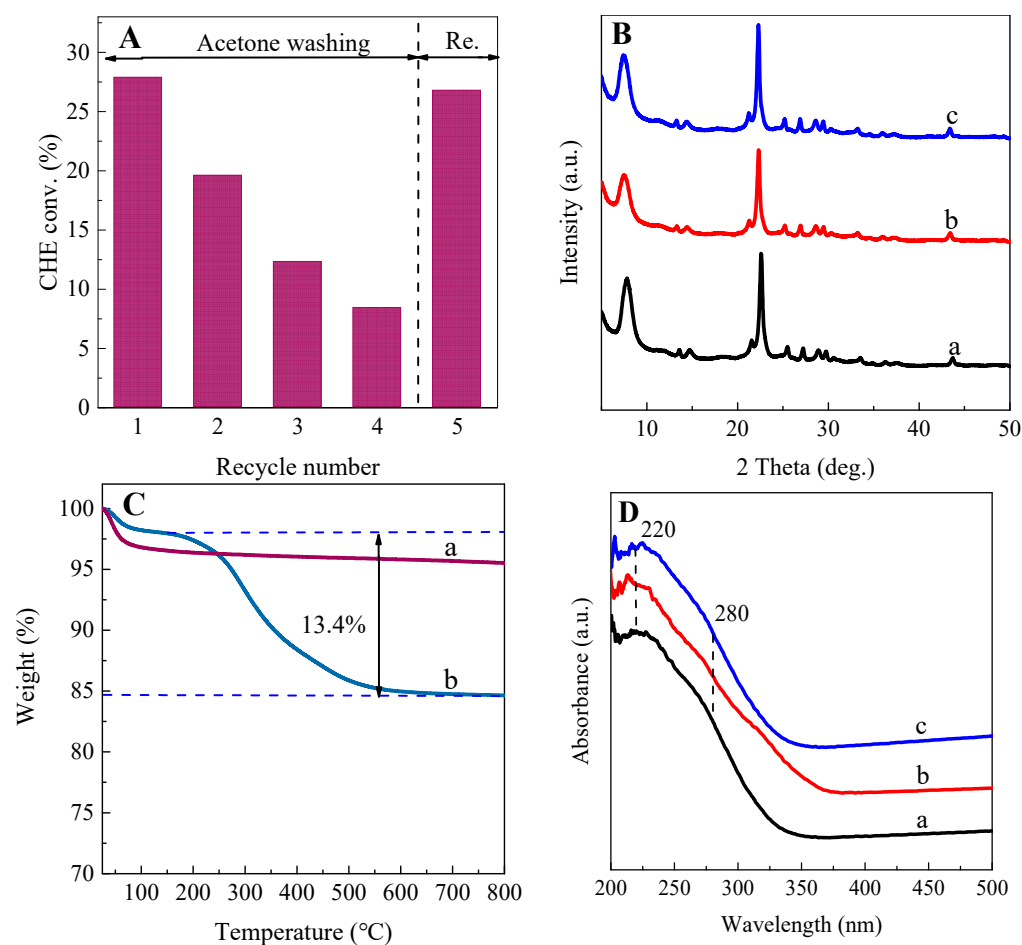 A
Acetone washing
Re.
30
25
20
15
10
5
0
CHE conv. (%)
1 2 3 4 5
Recycle number
B
c
b
a
Intensity (a.u.)
10 20 30 40 50
2 Theta (deg.)
C
100
95
90
85
80
75
70
a
13.4%
b
Weight (%)
100 200 300 400 500 600 700 800
Temperature (℃)
D
220
280
c
b
a
Absorbance (a.u.)
200 250 300 350 400 450 500
Wavelength (nm)